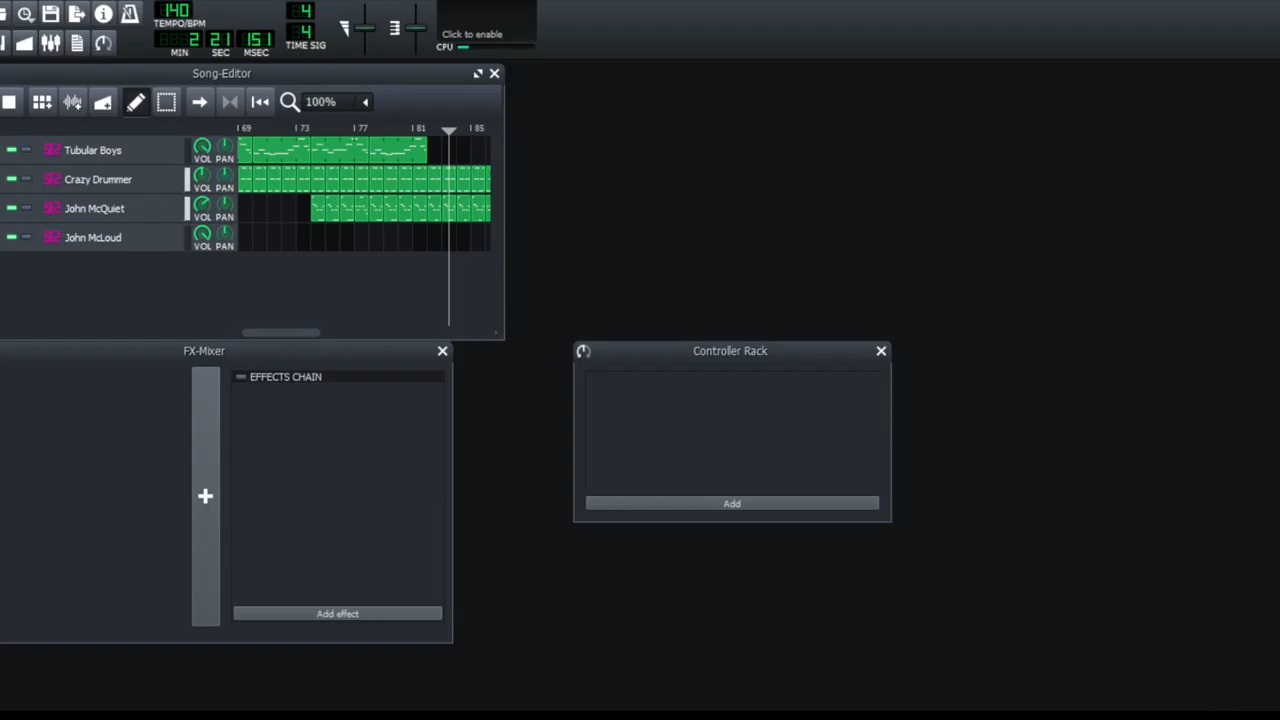 140
TEMPO/BPM
2 21 151
MIN SEC MSEC
4
4
TIME SIG
Click to enable
CPU
Song-Editor
100%
69 73 77 81 85
Tubular Boys
VOL PAN
Crazy Drummer
VOL PAN
John McQuiet
VOL PAN
John McLoud
VOL PAN
FX-Mixer
EFFECTS CHAIN
Add effect
Controller Rack
Add